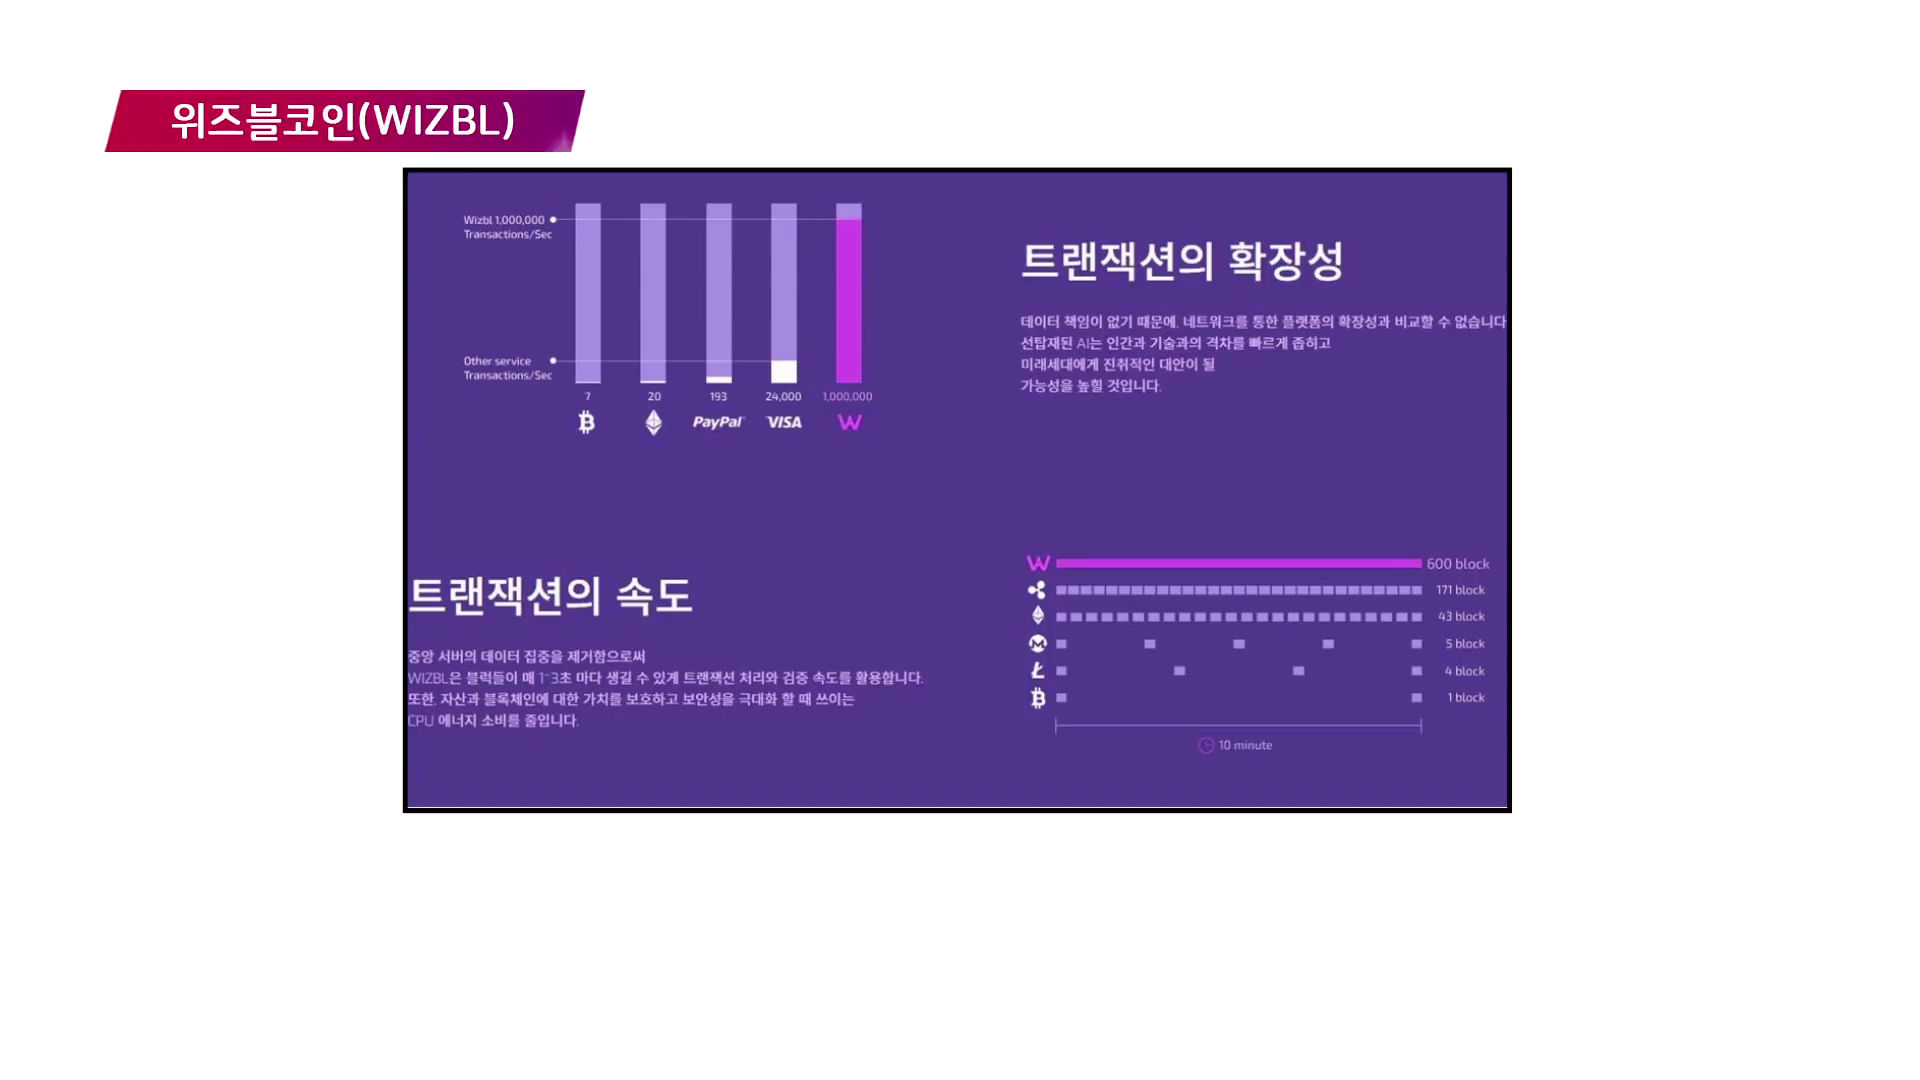 위즈블코인(WIZBL)
Wizbl 1,000,000
Transactions/Sec
Other service
Transactions/Sec
7 20 193 24,000 1,000,000
PayPal VISA
트랜잭션의 확장성
데이터 책임이 없기 때문에, 네트워크를 통한 플랫폼의 확장성과 비교할 수 없습니다
선탑재된 AI는 인간과 기술과의 격차를 빠르게 좁히고
미래세대에게 진취적인 대안이 될
가능성을 높힐 것입니다.
트랜잭션의 속도
중앙 서버의 데이터 집중을 제거함으로써
WIZBL은 블럭들이 매 1~3초 마다 생길 수 있게 트랜잭션 처리와 검증 속도를 활용합니다.
또한, 자산과 블록체인에 대한 가치를 보호하고 보안성을 극대화 할 때 쓰이는
CPU 에너지 소비를 줄입니다.
600 block
171 block
43 block
5 block
4 block
1 block
10 minute